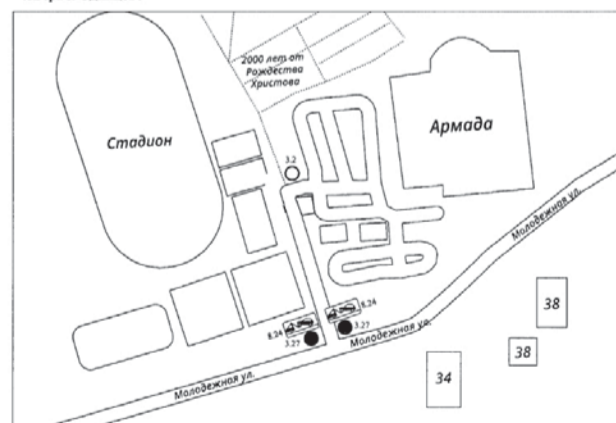 2000 лет от
Рождества
Христова
Стадион
Армада
3.2
Молодежная ул.
8.24
8.24
3.27
3.27
Молодежная ул.
Молодежная ул.
38
38
34